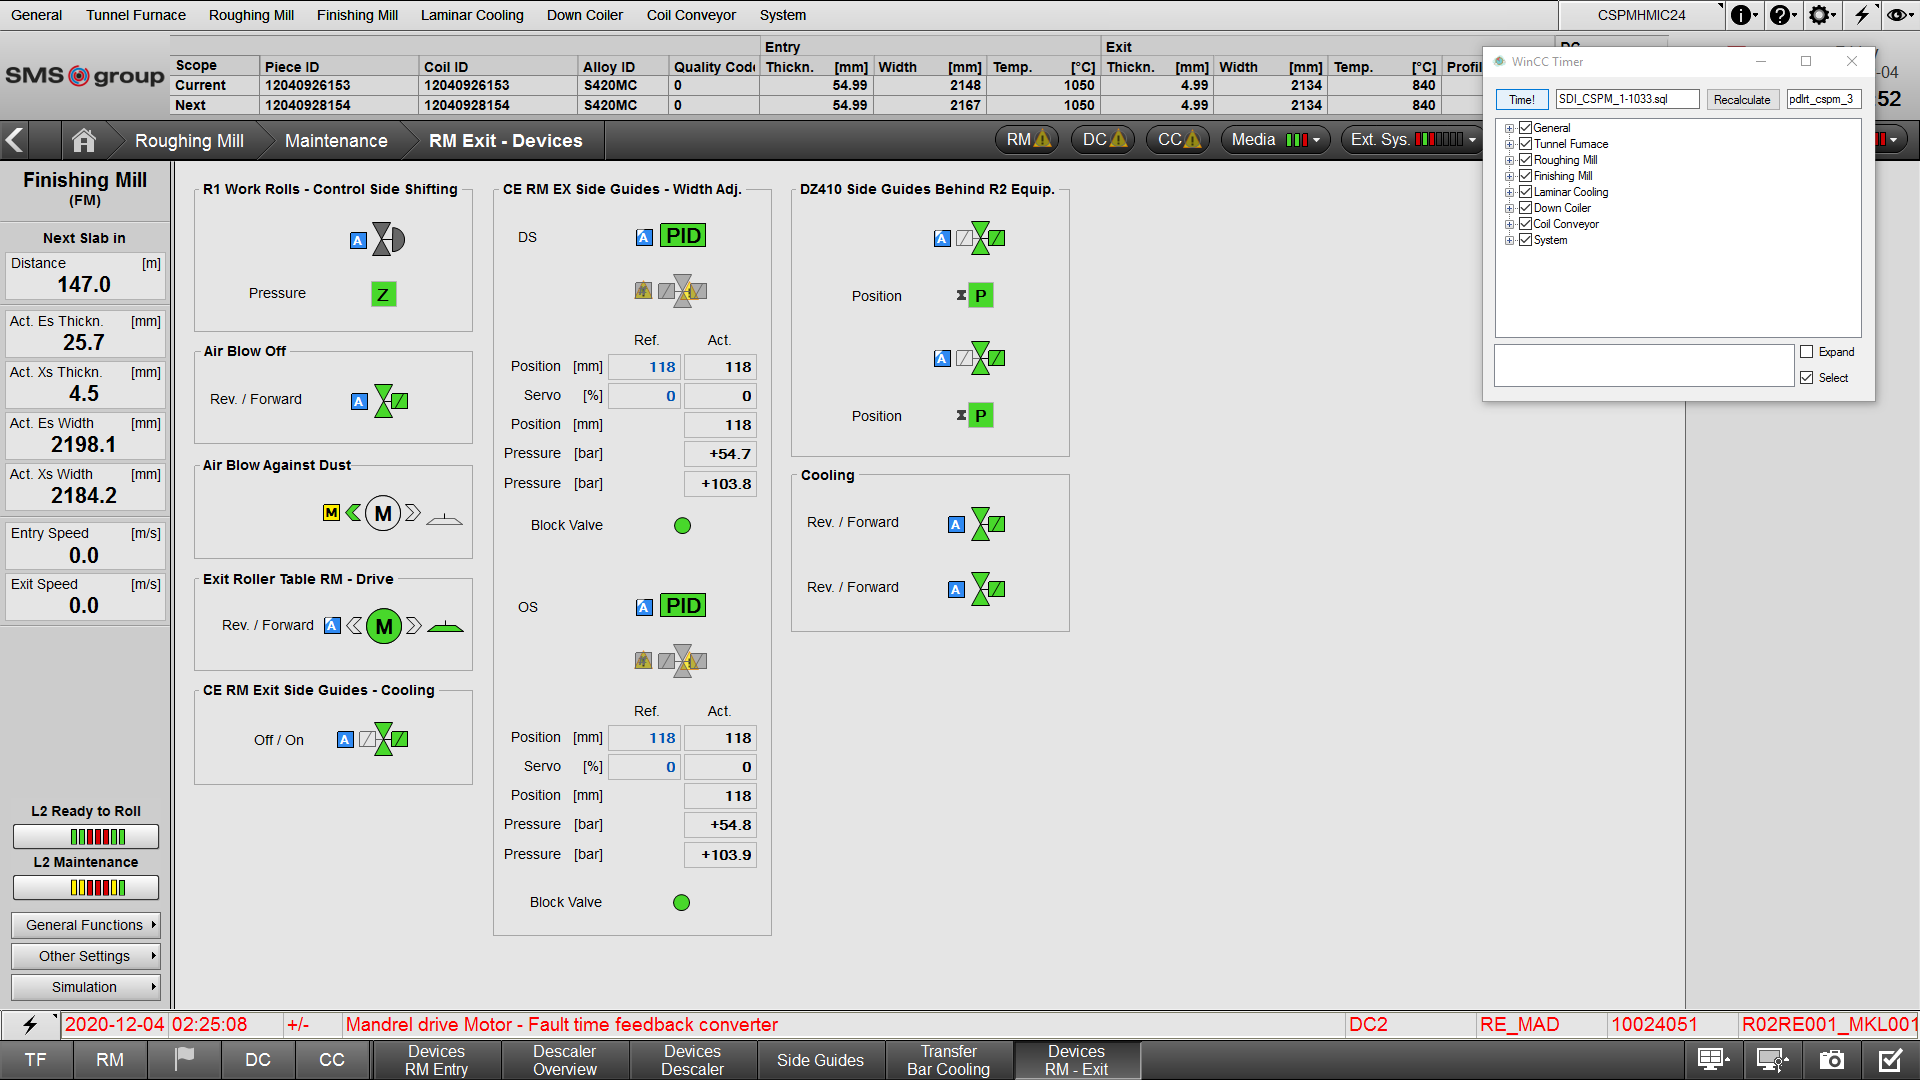 General Tunnel Furnace Roughing Mill Finishing Mill Laminar Cooling Down Coiler Coil Conveyor System CSPMHMIC24
SMS group
Entry Exit
Scope Piece ID Coil ID Alloy ID Quality Code Thickn. [mm] Width [mm] Temp. [°C] Thickn. [mm] Width [mm] Temp. [°C]
Current 12040926153 12040926153 S420MC 0 54.99 2148 1050 4.99 2134 840
Next 12040928154 12040928154 S420MC 0 54.99 2167 1050 4.99 2134 840
-04
52
Roughing Mill Maintenance RM Exit - Devices RM DC CC Media Ext. Sys.
WinCC Timer
Time! SDI_CSPM_1-1033.sql Recalculate pdlrt_cspm_3
General
Tunnel Furnace
Roughing Mill
Finishing Mill
Laminar Cooling
Down Coiler
Coil Conveyor
System
Expand
Select
Finishing Mill
(FM)
Next Slab in
Distance [m]
147.0
Act. Es Thickn. [mm]
25.7
Act. Xs Thickn. [mm]
4.5
Act. Es Width [mm]
2198.1
Act. Xs Width [mm]
2184.2
Entry Speed [m/s]
0.0
Exit Speed [m/s]
0.0
L2 Ready to Roll
L2 Maintenance
General Functions
Other Settings
Simulation
R1 Work Rolls - Control Side Shifting
A
Pressure Z
Air Blow Off
Rev. / Forward A
Air Blow Against Dust
M M
Exit Roller Table RM - Drive
Rev. / Forward A M
CE RM Exit Side Guides - Cooling
Off / On A
CE RM EX Side Guides - Width Adj.
DS A PID
Ref. Act.
Position [mm] 118 118
Servo [%] 0 0
Position [mm] 118
Pressure [bar] +54.7
Pressure [bar] +103.8
Block Valve
OS A PID
Ref. Act.
Position [mm] 118 118
Servo [%] 0 0
Position [mm] 118
Pressure [bar] +54.8
Pressure [bar] +103.9
Block Valve
DZ410 Side Guides Behind R2 Equip.
A
Position P
A
Position P
Cooling
Rev. / Forward A
Rev. / Forward A
2020-12-04 02:25:08 +/- Mandrel drive Motor - Fault time feedback converter DC2 RE_MAD 10024051 R02RE001_MKL001
TF RM DC CC
Devices
RM Entry
Descaler
Overview
Devices
Descaler
Side Guides
Transfer
Bar Cooling
Devices
RM - Exit